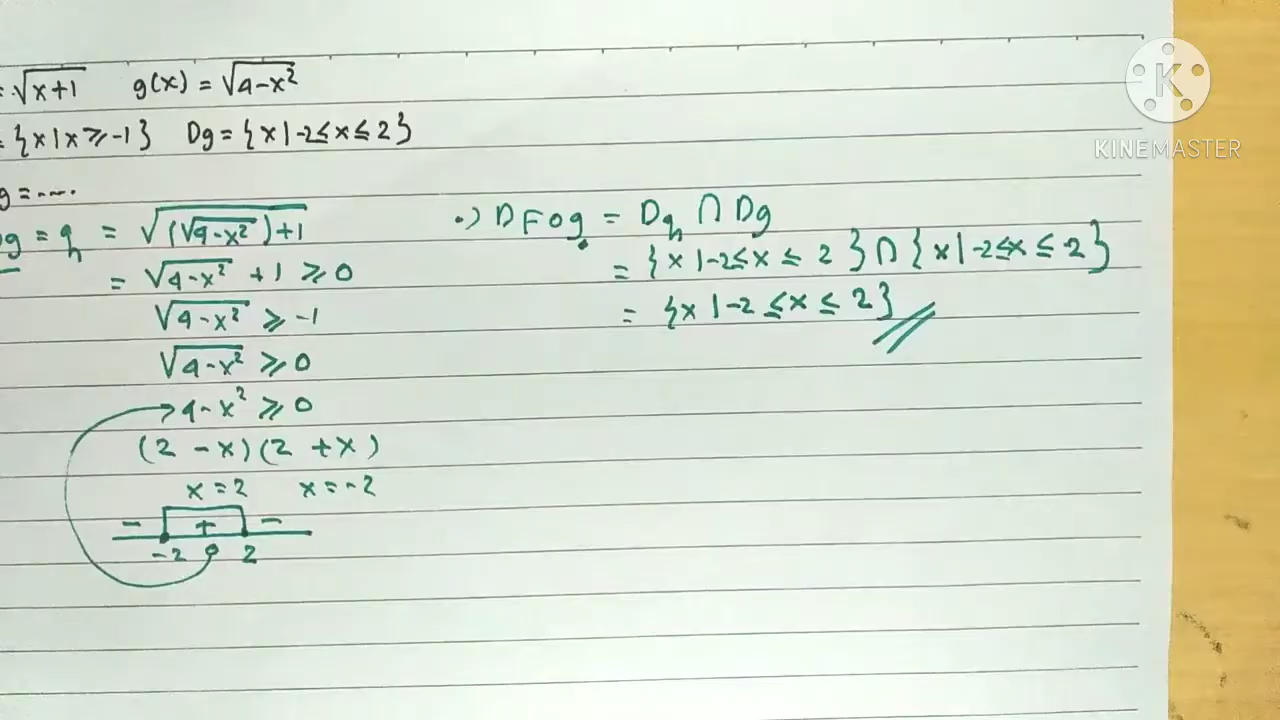 = √x+1 g(x) = √4-x²
= {x | x ≥ -1} Dg = {x | -2 ≤ x ≤ 2}
g = ....
og = h = √(√4-x²)+1
= √4-x² + 1 ≥ 0
√4-x² ≥ -1
√4-x² ≥ 0
4-x² ≥ 0
(2 - x)(2 + x)
x = 2 x = -2
- + -
-2 0 2
•) D Fog = Dh ∩ Dg
= {x | -2 ≤ x ≤ 2} ∩ {x | -2 ≤ x ≤ 2}
= {x | -2 ≤ x ≤ 2}
K
KINEMASTER